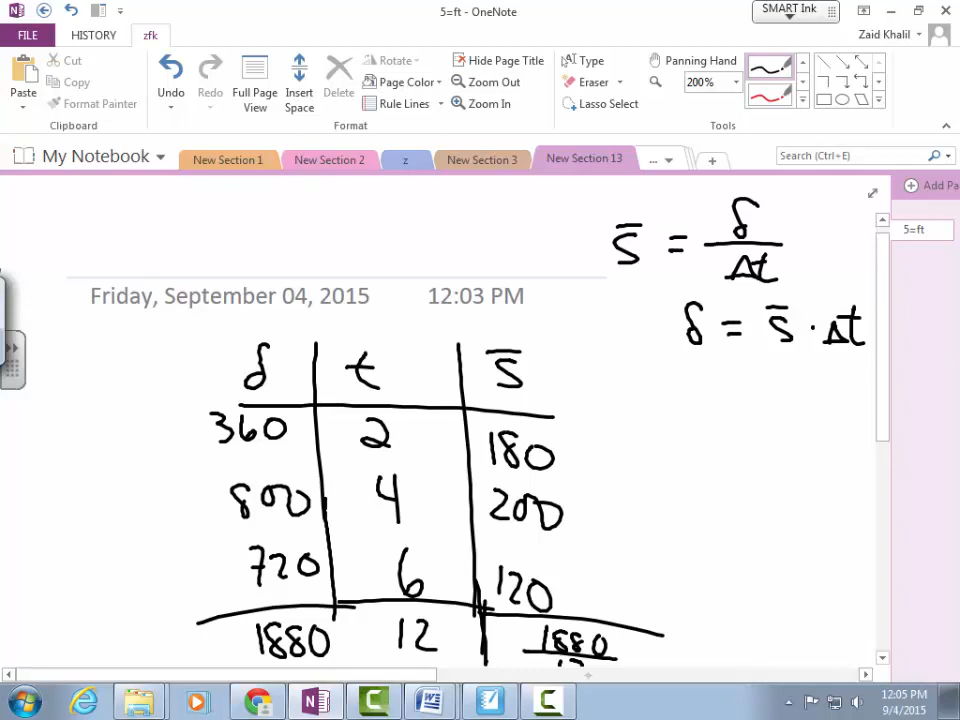 5=ft - OneNote
SMART Ink
FILE
HISTORY
zfk
Zaid Khalil
Paste
Cut
Copy
Format Painter
Clipboard
Undo
Redo
Full Page View
Insert Space
Delete
Rotate
Page Color
Rule Lines
Format
Hide Page Title
Zoom Out
Zoom In
Type
Eraser
Lasso Select
Panning Hand
200%
Tools
My Notebook
New Section 1
New Section 2
z
New Section 3
New Section 13
...
Search (Ctrl+E)
Add Pa
5=ft
s̄ = δ/Δt
δ = s̄ · Δt
Friday, September 04, 2015 12:03 PM
δ t s̄
360 2 180
800 4 200
720 6 120
1880 12 1880
12:05 PM
9/4/2015